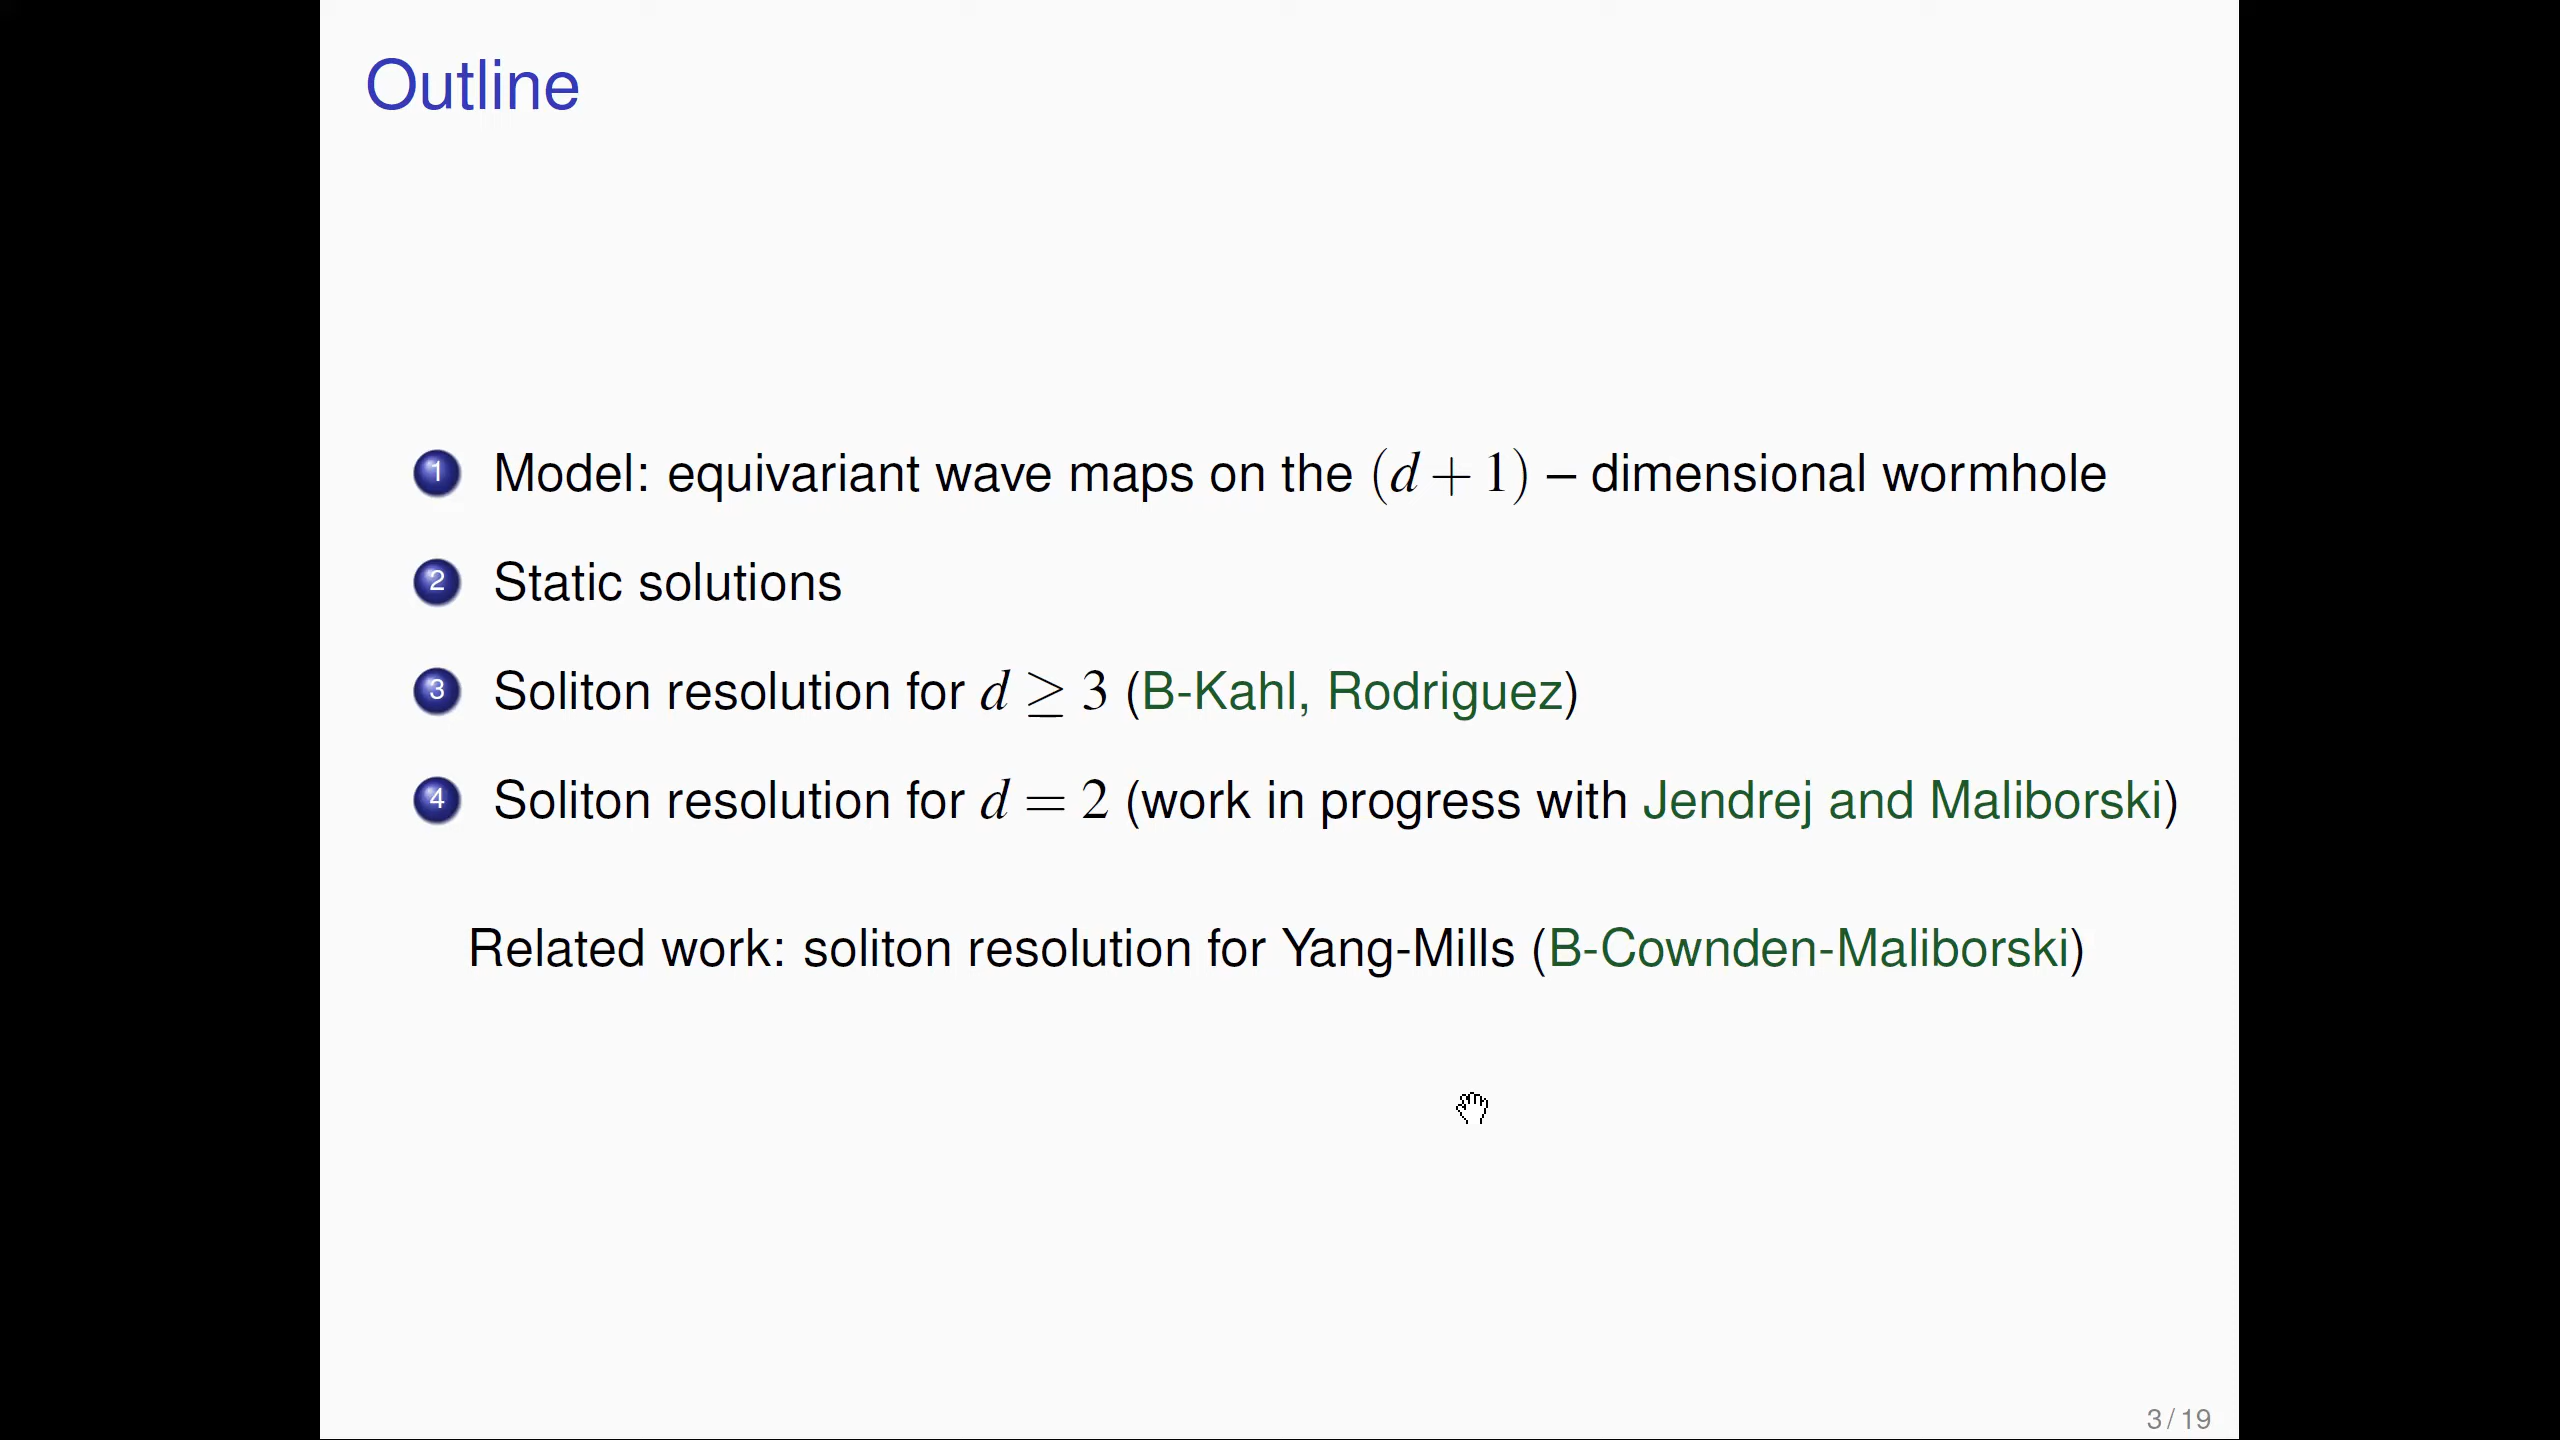 Outline
1 Model: equivariant wave maps on the (d + 1) – dimensional wormhole
2 Static solutions
3 Soliton resolution for d ≥ 3 (B-Kahl, Rodriguez)
4 Soliton resolution for d = 2 (work in progress with Jendrej and Maliborski)
Related work: soliton resolution for Yang-Mills (B-Cownden-Maliborski)
3 / 19